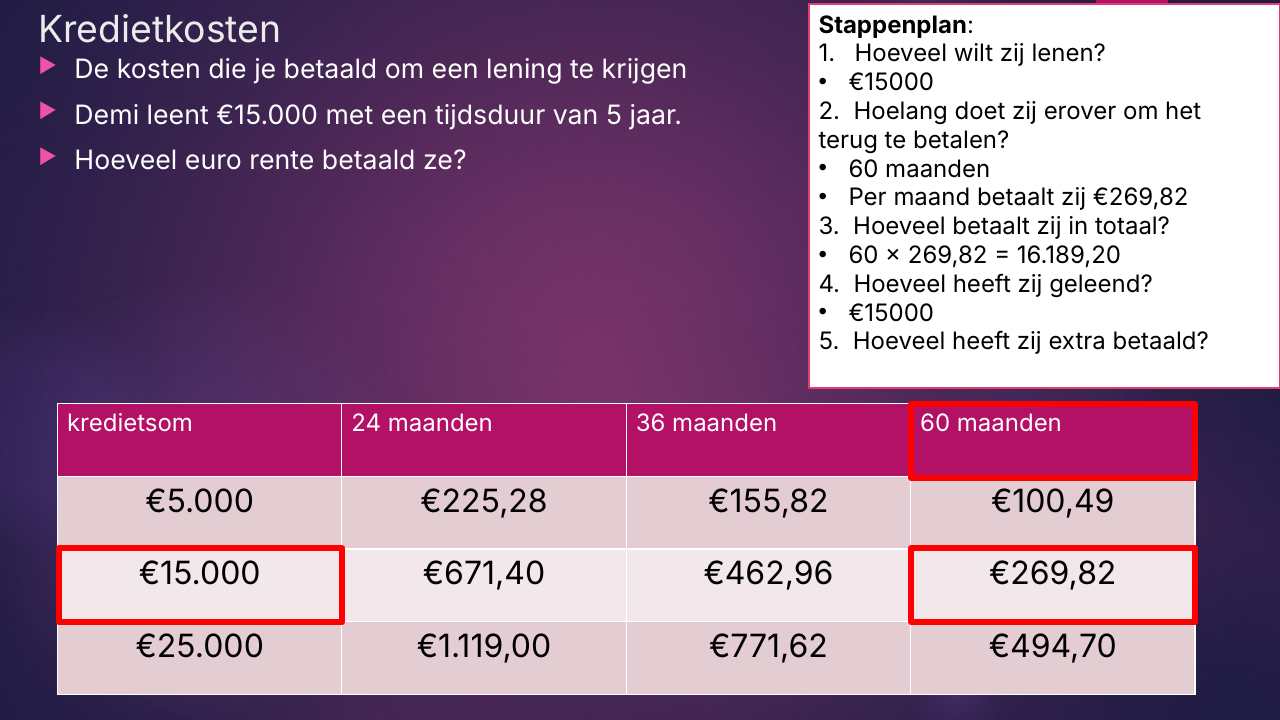 Kredietkosten
De kosten die je betaald om een lening te krijgen
Demi leent €15.000 met een tijdsduur van 5 jaar.
Hoeveel euro rente betaald ze?
Stappenplan:
1. Hoeveel wilt zij lenen?
• €15000
2. Hoelang doet zij erover om het
terug te betalen?
• 60 maanden
• Per maand betaalt zij €269,82
3. Hoeveel betaalt zij in totaal?
• 60 × 269,82 = 16.189,20
4. Hoeveel heeft zij geleend?
• €15000
5. Hoeveel heeft zij extra betaald?
kredietsom 24 maanden 36 maanden 60 maanden
€5.000 €225,28 €155,82 €100,49
€15.000 €671,40 €462,96 €269,82
€25.000 €1.119,00 €771,62 €494,70